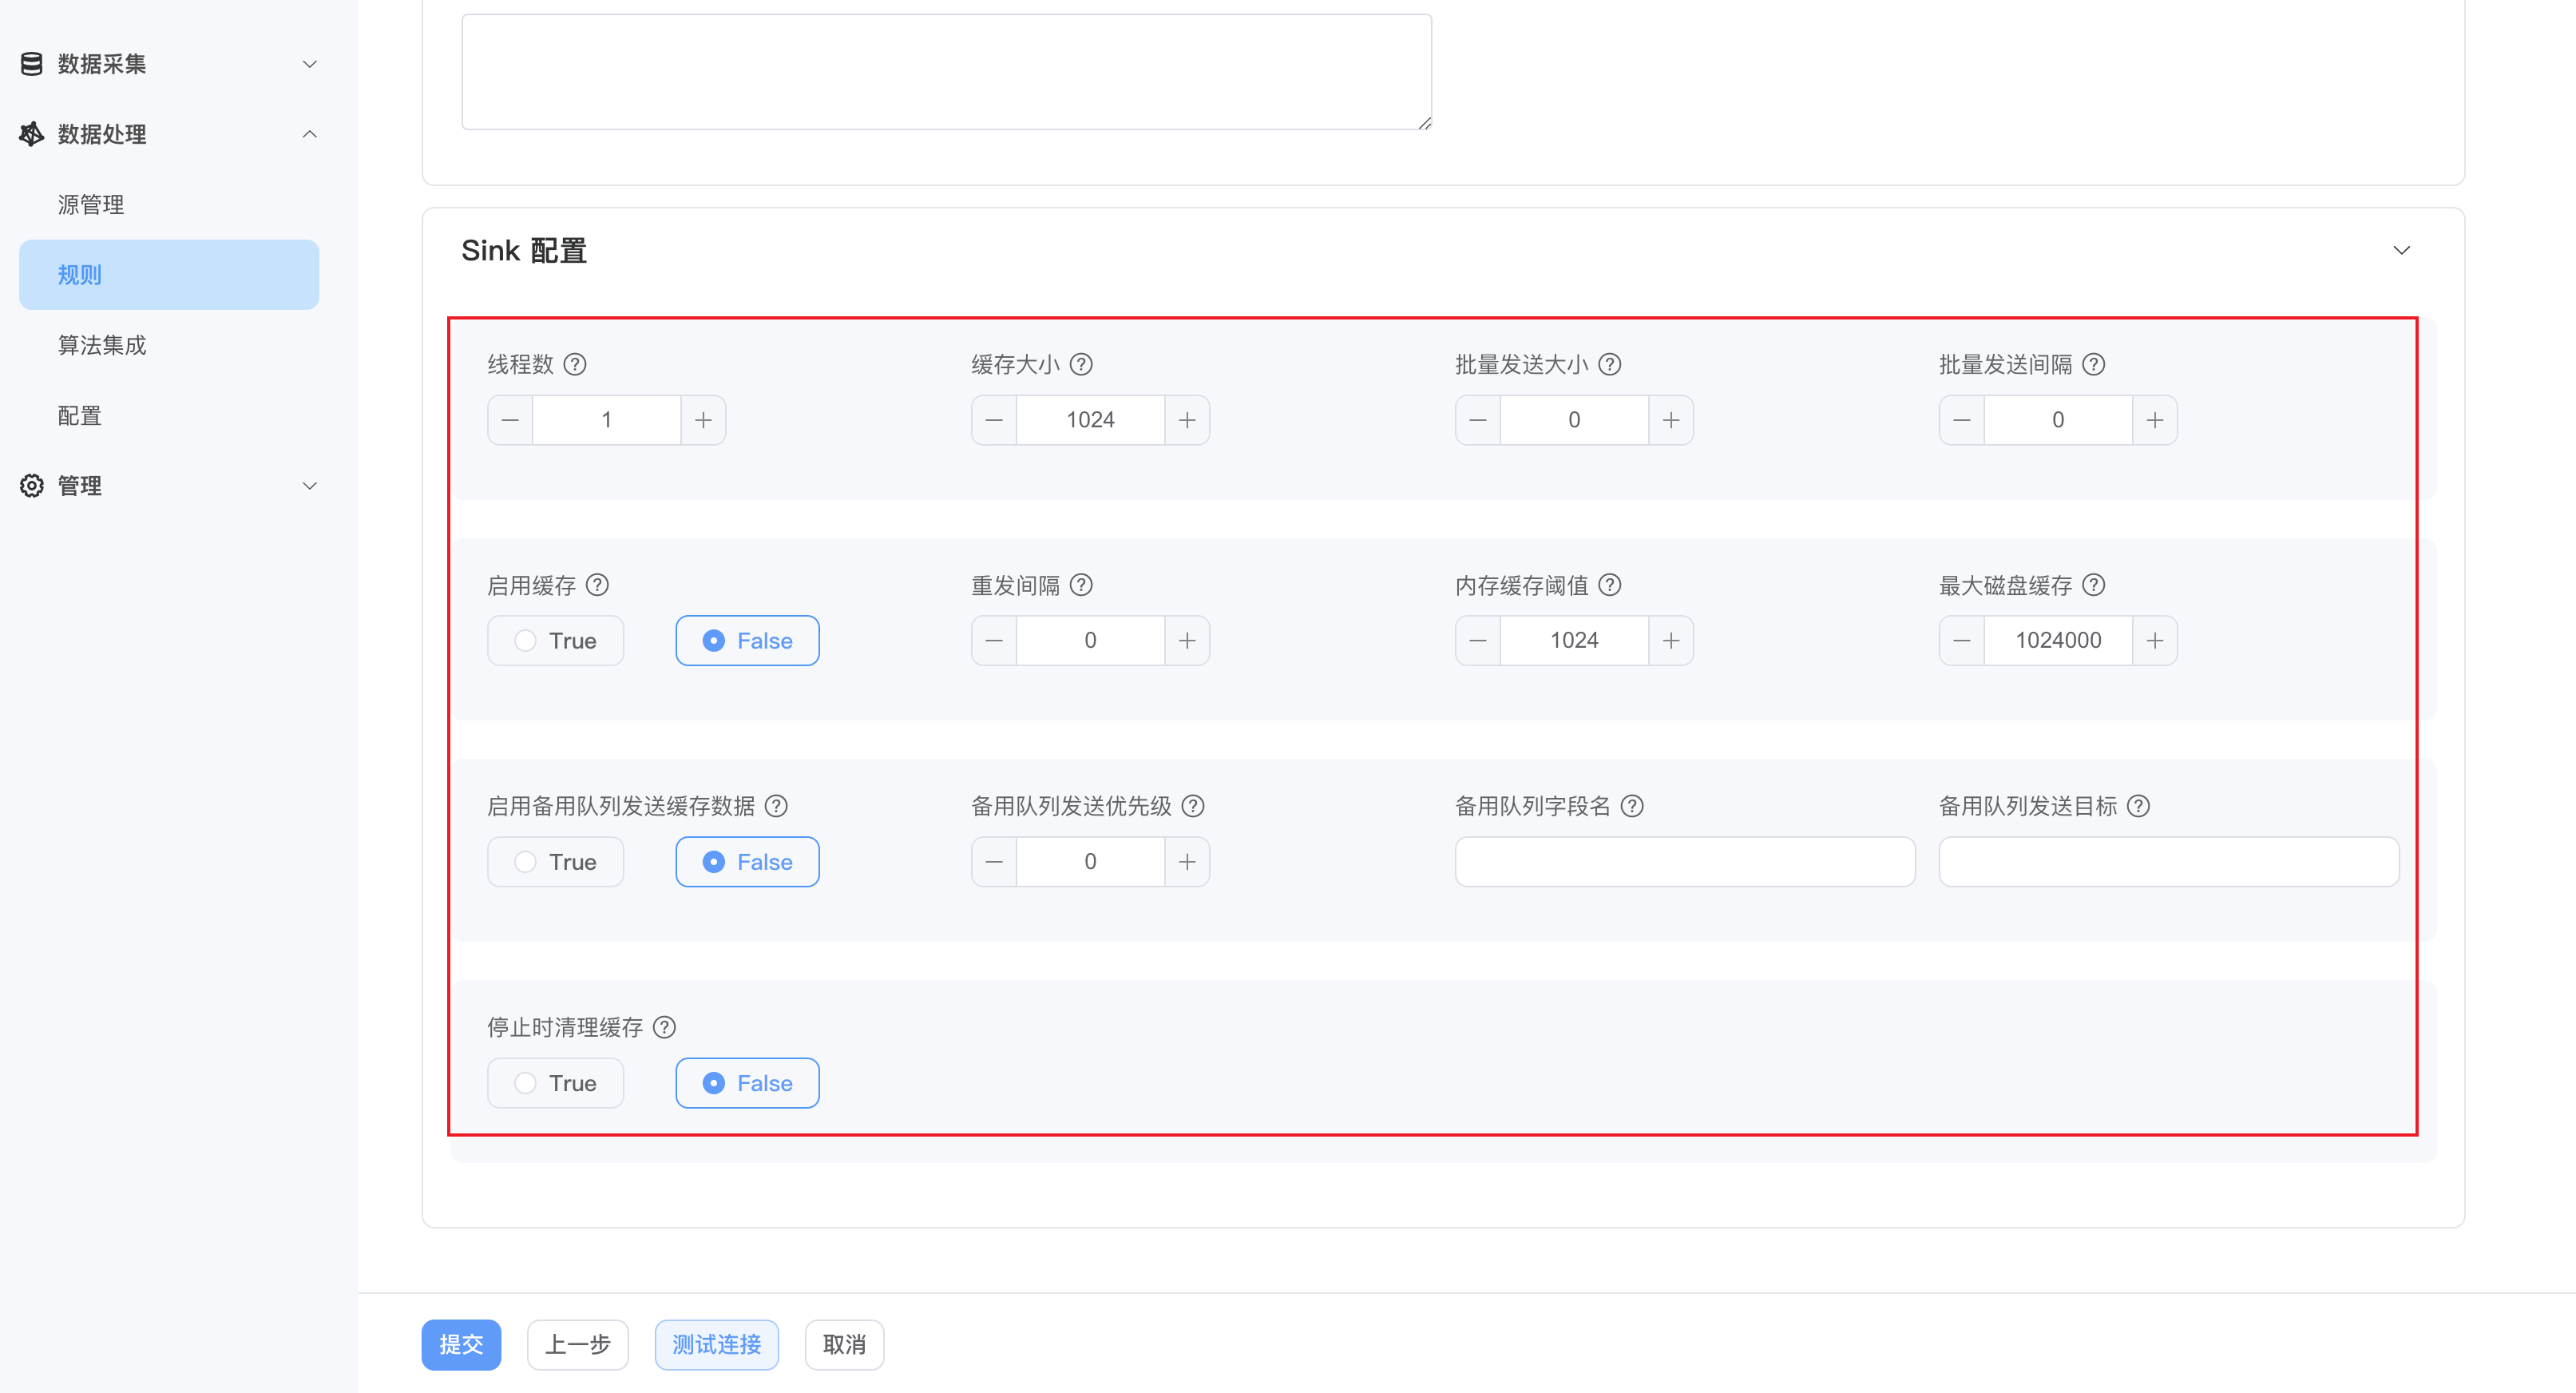 数据采集
数据处理
源管理
规则
算法集成
配置
管理
Sink 配置
线程数 缓存大小 批量发送大小 批量发送间隔
1 1024 0 0
启用缓存 重发间隔 内存缓存阈值 最大磁盘缓存
True False 0 1024 1024000
启用备用队列发送缓存数据 备用队列发送优先级 备用队列字段名 备用队列发送目标
True False 0
停止时清理缓存
True False
提交 上一步 测试连接 取消